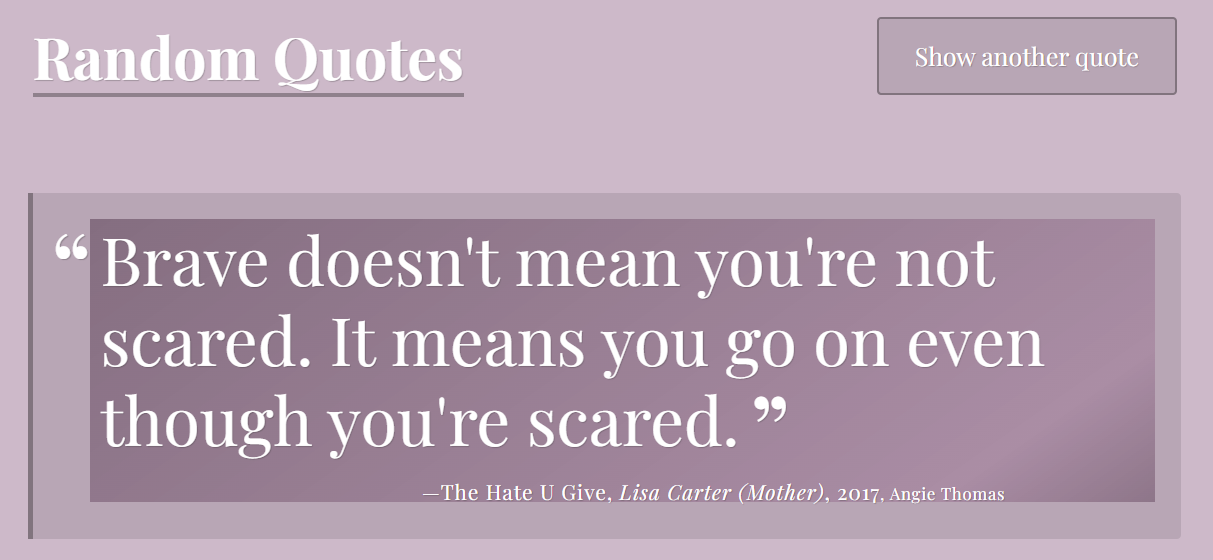 Random Quotes
Show another quote
“ Brave doesn't mean you're not
scared. It means you go on even
though you're scared. ”
—The Hate U Give, Lisa Carter (Mother), 2017, Angie Thomas